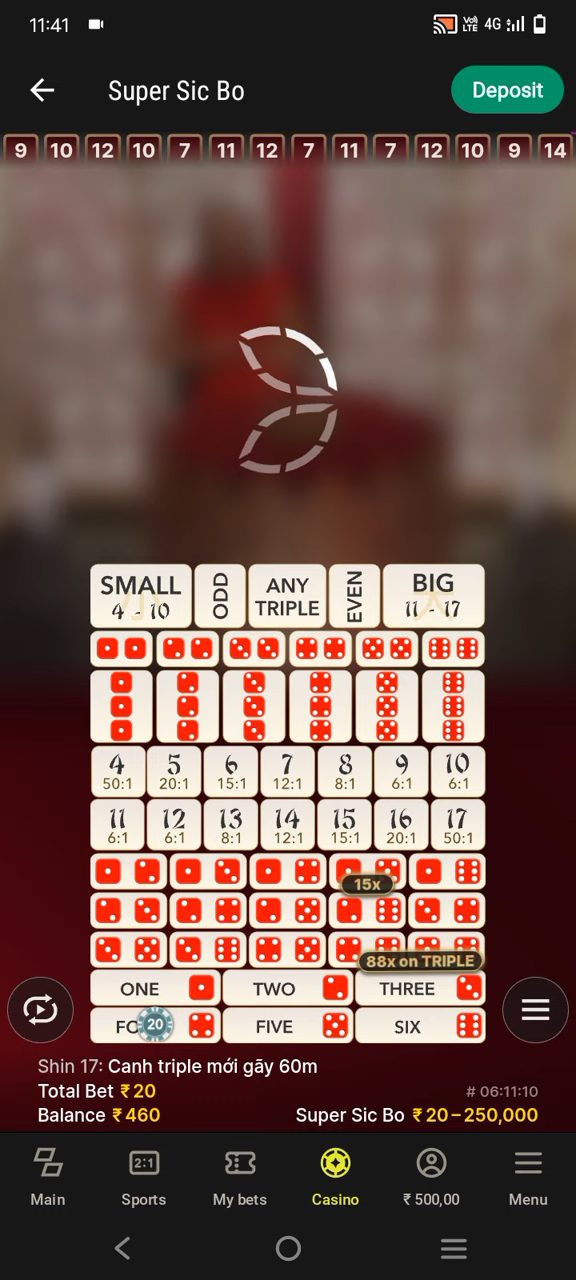 11:41
Vo)) LTE 4G
Super Sic Bo
Deposit
9 10 12 10 7 11 12 7 11 7 12 10 9 14
SMALL 4 - 10 ODD ANY TRIPLE EVEN BIG 11 - 17
4 5 6 7 8 9 10
50:1 20:1 15:1 12:1 8:1 6:1 6:1
11 12 13 14 15 16 17
6:1 6:1 8:1 12:1 15:1 20:1 50:1
15x
88x on TRIPLE
ONE TWO THREE
FO 20 FIVE SIX
Shin 17: Canh triple mới gãy 60m
Total Bet ₹20 # 06:11:10
Balance ₹460 Super Sic Bo ₹20–250,000
2:1
Main Sports My bets Casino ₹ 500,00 Menu